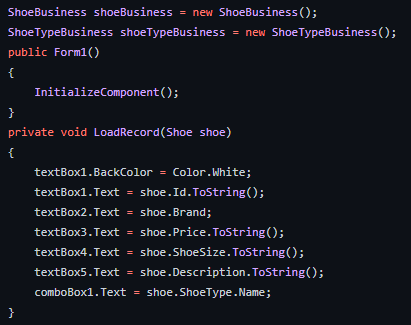 ShoeBusiness shoeBusiness = new ShoeBusiness();
ShoeTypeBusiness shoeTypeBusiness = new ShoeTypeBusiness();
public Form1()
{
    InitializeComponent();
}
private void LoadRecord(Shoe shoe)
{
    textBox1.BackColor = Color.White;
    textBox1.Text = shoe.Id.ToString();
    textBox2.Text = shoe.Brand;
    textBox3.Text = shoe.Price.ToString();
    textBox4.Text = shoe.ShoeSize.ToString();
    textBox5.Text = shoe.Description.ToString();
    comboBox1.Text = shoe.ShoeType.Name;
}